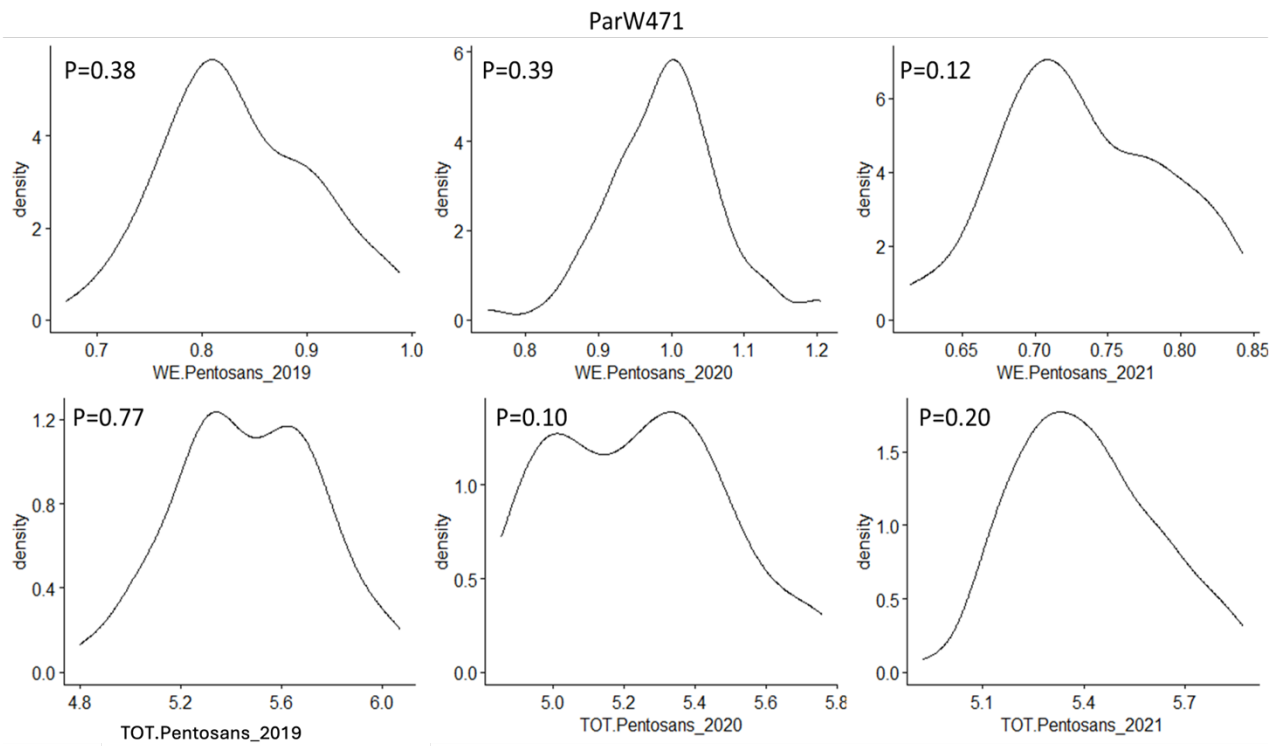 ParW471
P=0.38
P=0.39
P=0.12
density
0
2
4
0.7 0.8 0.9 1.0
WE.Pentosans_2019
density
0
2
4
6
0.8 0.9 1.0 1.1 1.2
WE.Pentosans_2020
density
0
2
4
6
0.65 0.70 0.75 0.80 0.85
WE.Pentosans_2021
P=0.77
P=0.10
P=0.20
density
0.0
0.4
0.8
1.2
4.8 5.2 5.6 6.0
TOT.Pentosans_2019
density
0.0
0.5
1.0
5.0 5.2 5.4 5.6 5.8
TOT.Pentosans_2020
density
0.0
0.5
1.0
1.5
5.1 5.4 5.7
TOT.Pentosans_2021